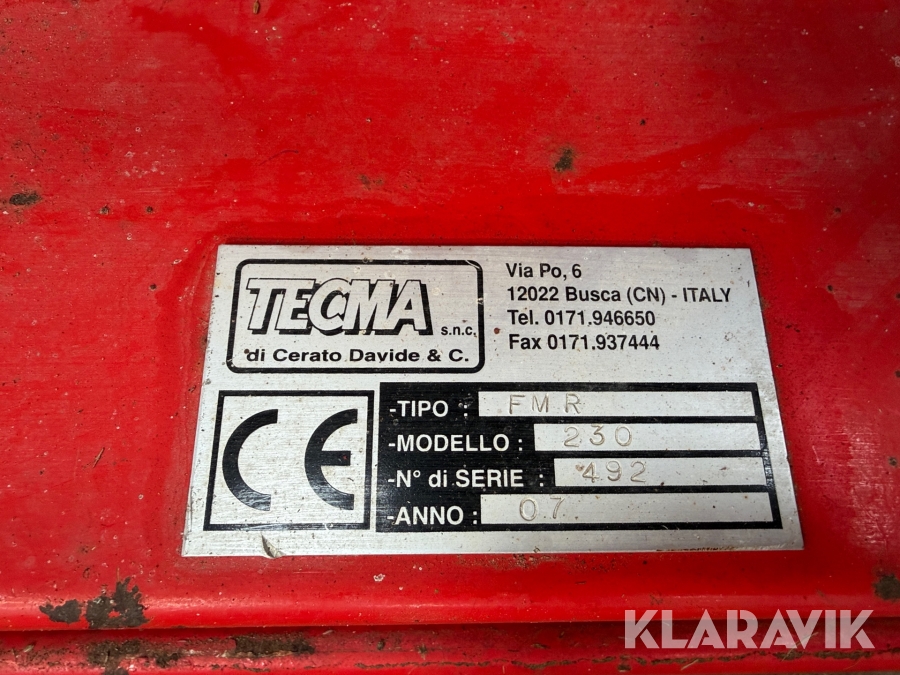 TECMA s.n.c.
di Cerato Davide & C.
Via Po, 6
12022 Busca (CN) - ITALY
Tel. 0171.946650
Fax 0171.937444
CE
-TIPO : FMR
-MODELLO : 230
-N° di SERIE : 492
-ANNO : 07
KLARAVIK